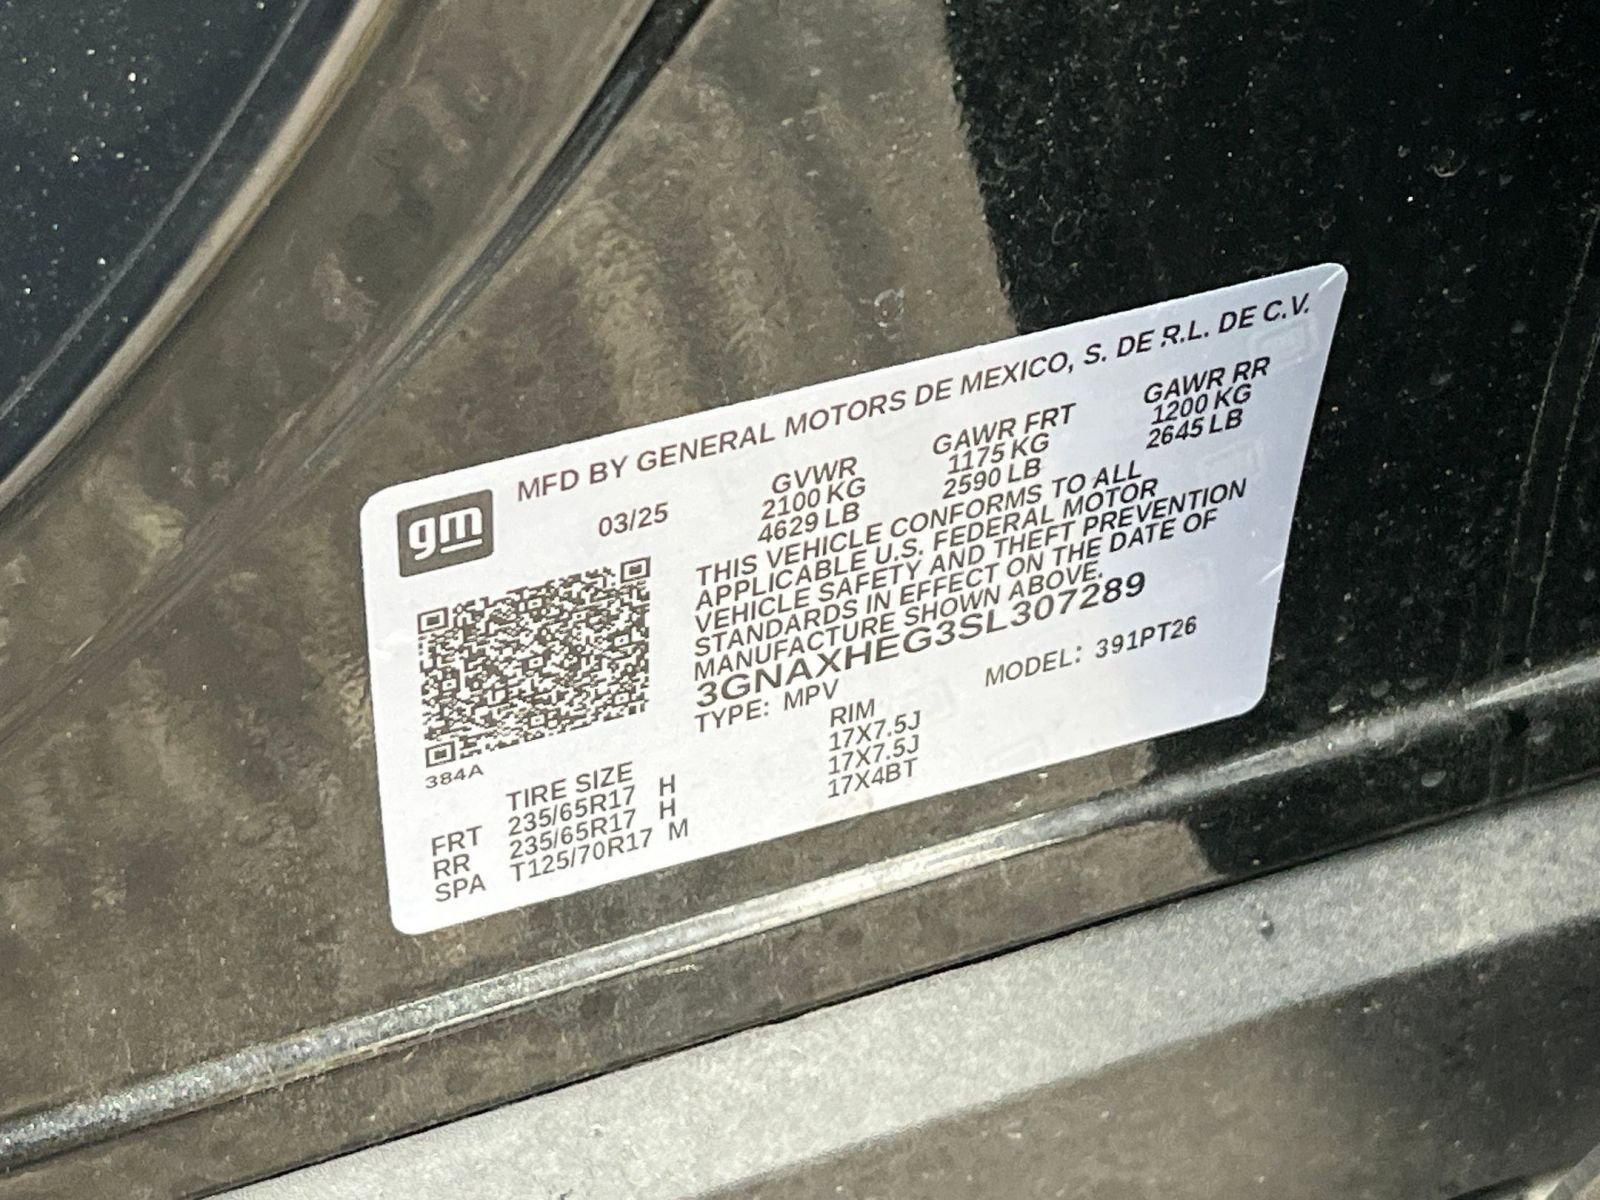 MFD BY GENERAL MOTORS DE MEXICO, S. DE R.L. DE C.V.
gm
03/25
GVWR GAWR FRT GAWR RR
2100 KG 1175 KG 1200 KG
4629 LB 2590 LB 2645 LB
THIS VEHICLE CONFORMS TO ALL
APPLICABLE U.S. FEDERAL MOTOR
VEHICLE SAFETY AND THEFT PREVENTION
STANDARDS IN EFFECT ON THE DATE OF
MANUFACTURE SHOWN ABOVE.
3GNAXHEG3SL307289
TYPE: MPV MODEL: 391PT26
384A
TIRE SIZE RIM
FRT 235/65R17 H 17X7.5J
RR 235/65R17 H 17X7.5J
SPA T125/70R17 M 17X4BT